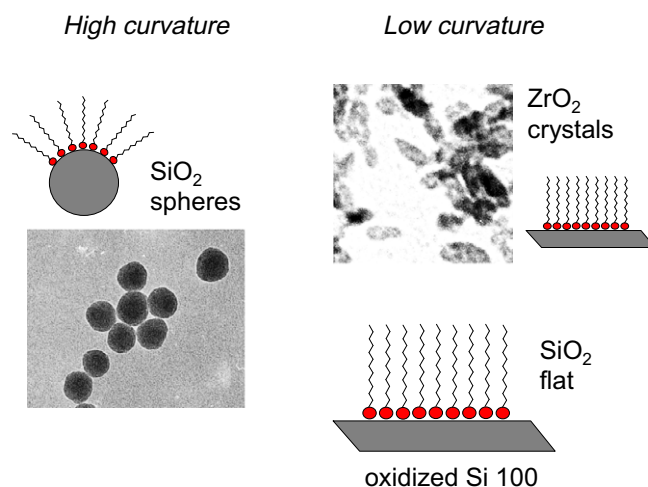 High curvature
Low curvature
SiO₂
spheres
ZrO₂
crystals
SiO₂
flat
oxidized Si 100